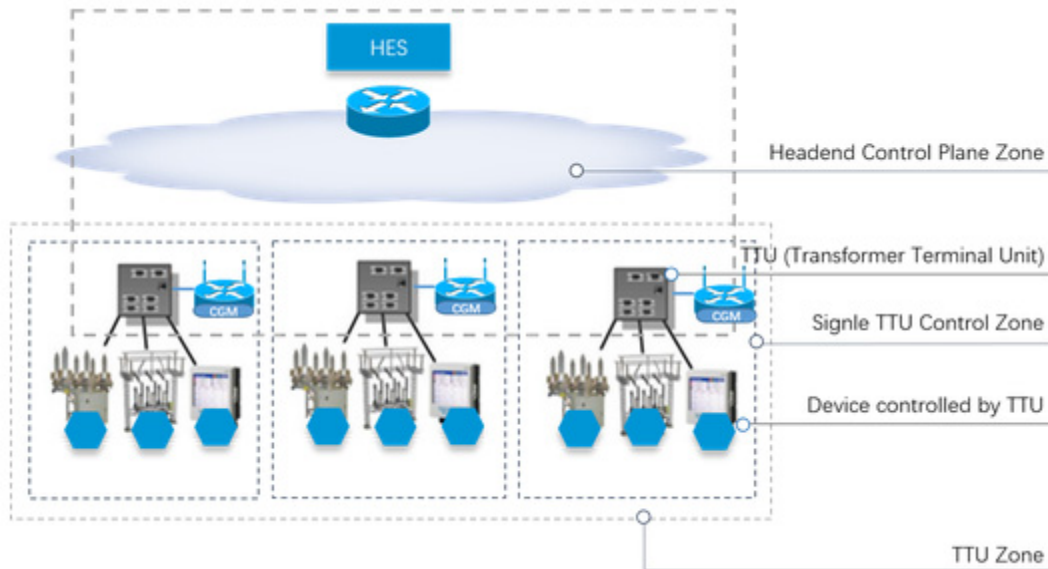 HES
Headend Control Plane Zone
TTU (Transformer Terminal Unit)
CGM
CGM
CGM
Signle TTU Control Zone
Device controlled by TTU
TTU Zone